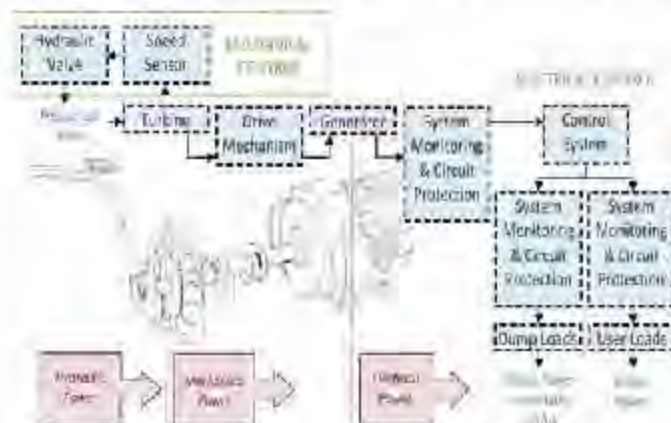 Hydraulic
Valve
Speed
Sensor
Turbine
Drive
Mechanism
Generator
System
Monitoring
& Circuit
Protection
Control
System
System
Monitoring
& Circuit
Protection
System
Monitoring
& Circuit
Protection
Dump Loads
User Loads
Hydraulic
Power
Mechanical
Power
Electrical
Power